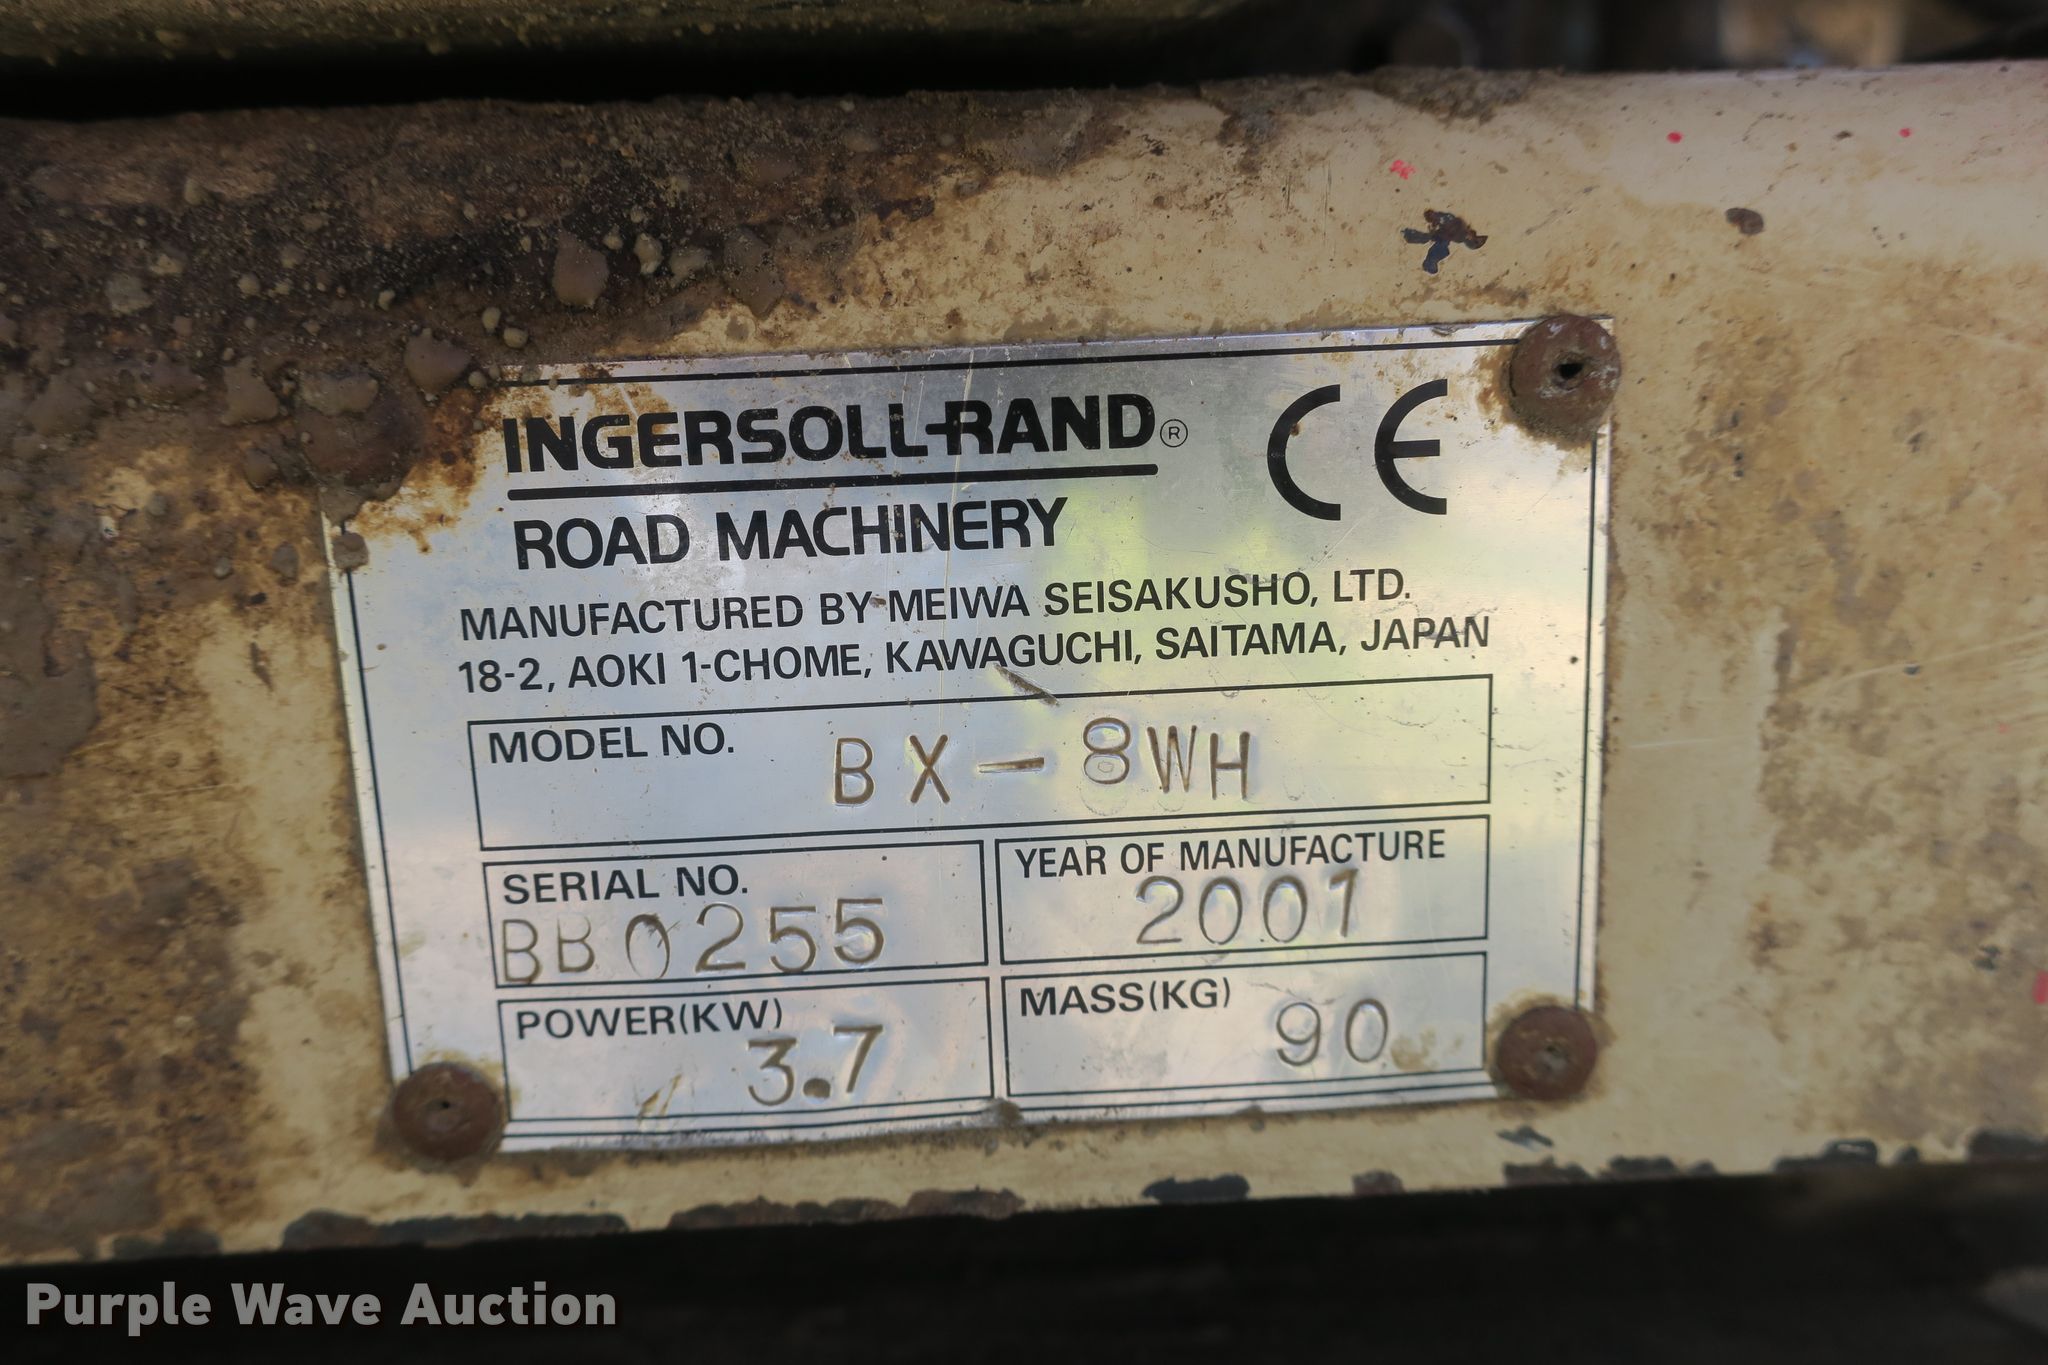 INGERSOLL-RAND®
ROAD MACHINERY
CE
MANUFACTURED BY MEIWA SEISAKUSHO, LTD.
18-2, AOKI 1-CHOME, KAWAGUCHI, SAITAMA, JAPAN
MODEL NO. BX-8WH
SERIAL NO.
BB0255
YEAR OF MANUFACTURE
2001
POWER(KW)
3.7
MASS(KG)
90
Purple Wave Auction